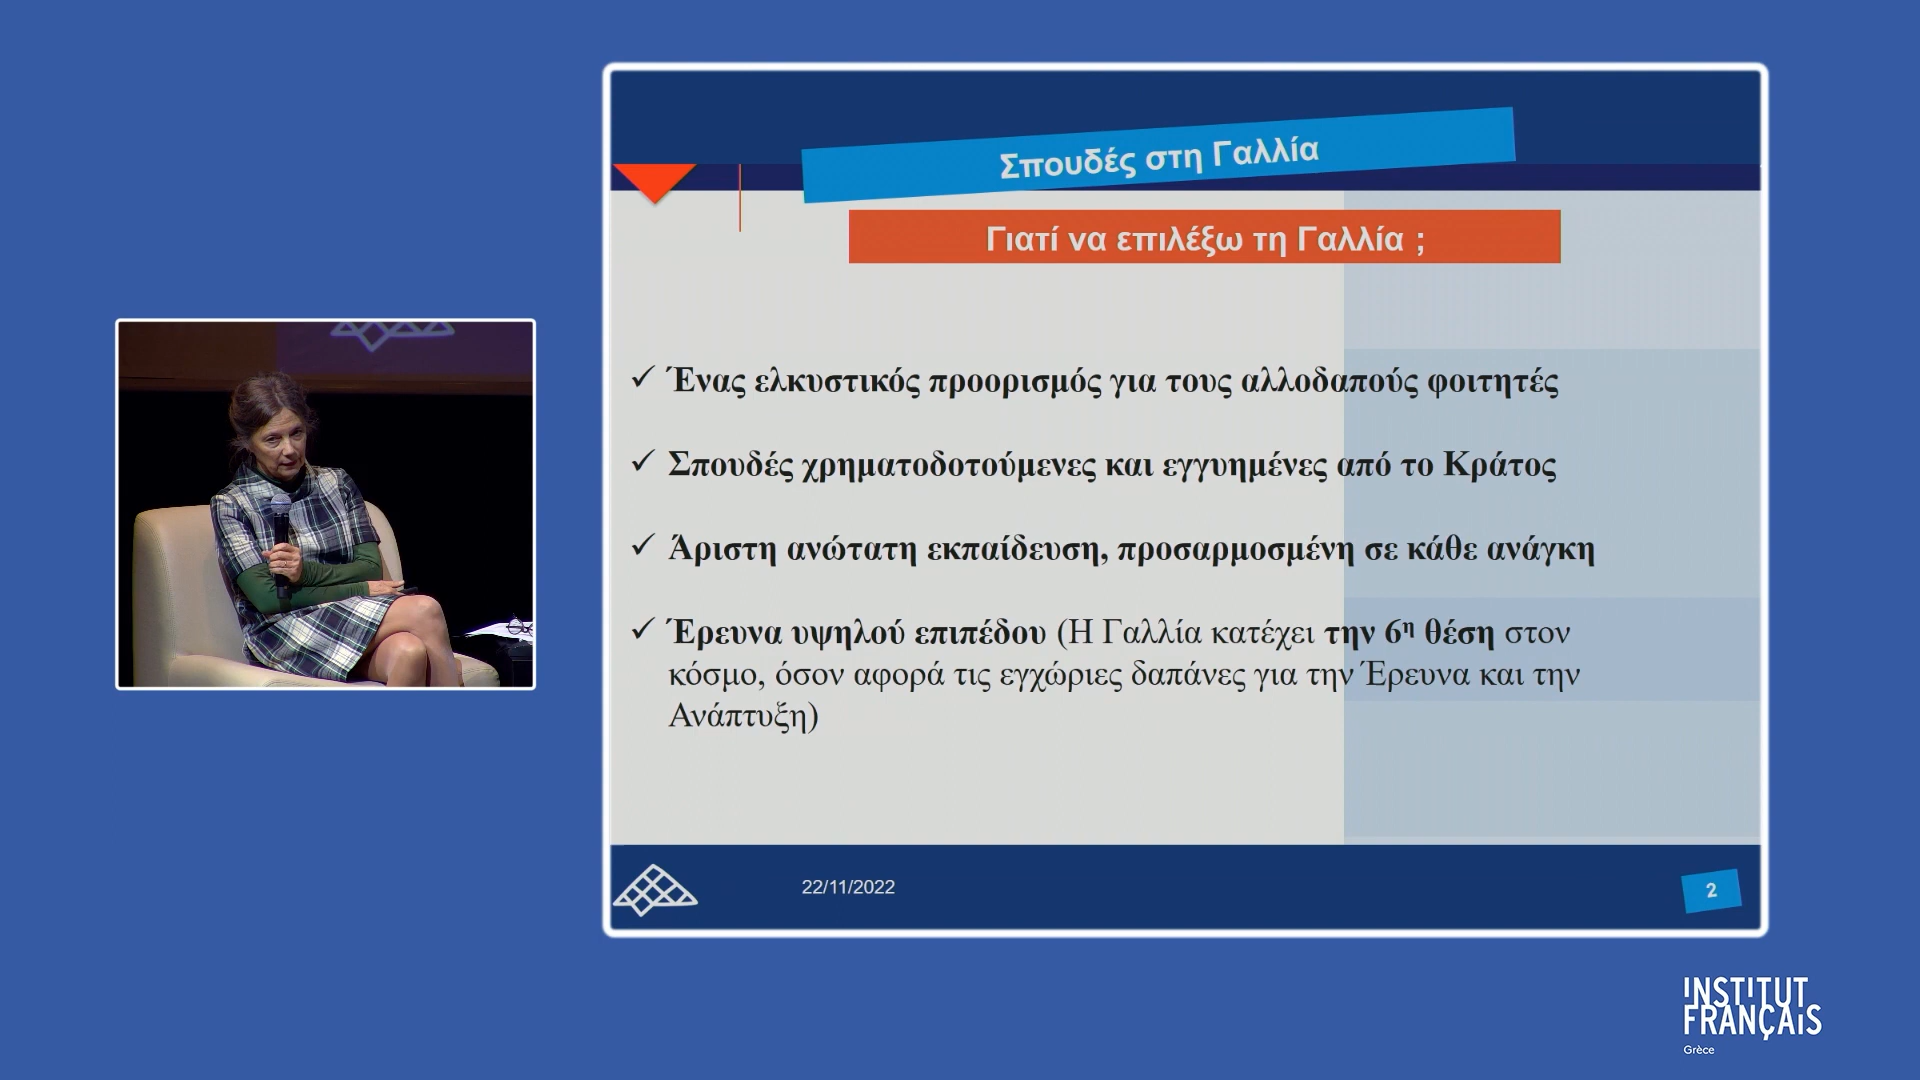 Σπουδές στη Γαλλία
Γιατί να επιλέξω τη Γαλλία ;
✓ Ένας ελκυστικός προορισμός για τους αλλοδαπούς φοιτητές
✓ Σπουδές χρηματοδοτούμενες και εγγυημένες από το Κράτος
✓ Άριστη ανώτατη εκπαίδευση, προσαρμοσμένη σε κάθε ανάγκη
✓ Έρευνα υψηλού επιπέδου (Η Γαλλία κατέχει την 6η θέση στον
κόσμο, όσον αφορά τις εγχώριες δαπάνες για την Έρευνα και την
Ανάπτυξη)
22/11/2022
2
INSTITUT
FRANÇAIS
Grèce